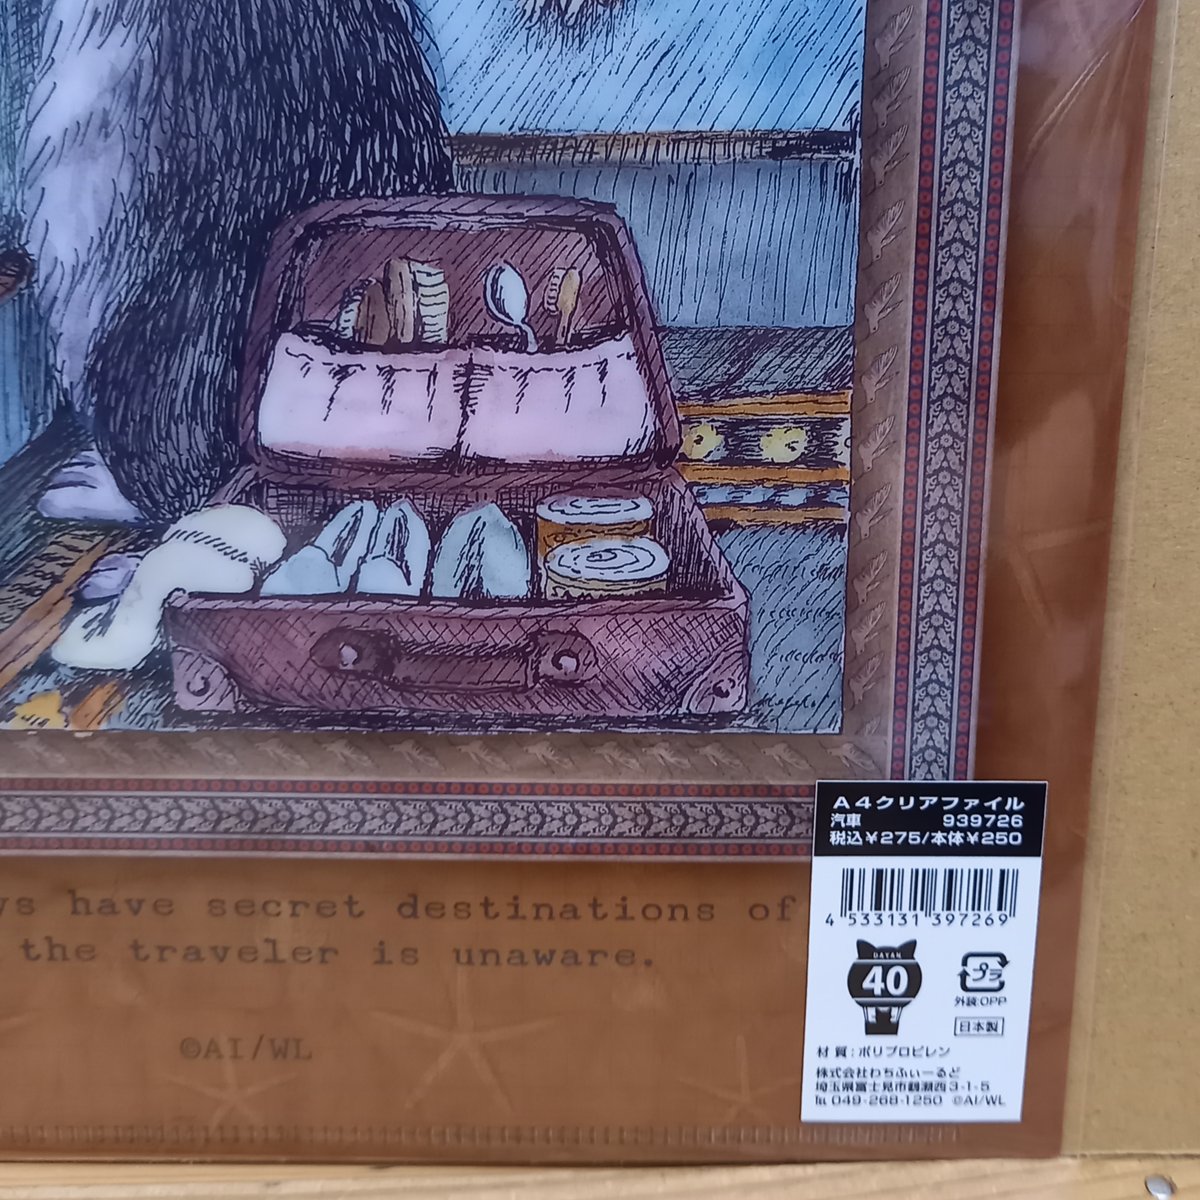 have secret destinations of
the traveler is unaware.
©AI/WL
A4クリアファイル
汽車 939726
税込¥275/本体¥250
4 533131 397269
DAYAN
40
プラ
外装:OPP
日本製
材質:ポリプロピレン
株式会社わちふぃーるど
埼玉県富士見市鶴瀬西3-1-5
℡ 049-268-1250 ©AI/WL